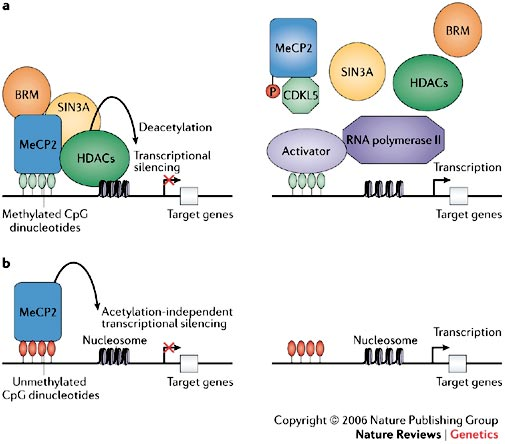 a
BRM
SIN3A
MeCP2
HDACs
Deacetylation
Transcriptional
silencing
Methylated CpG
dinucleotides
Target genes
MeCP2
P
CDKL5
SIN3A
BRM
HDACs
Activator
RNA polymerase II
Transcription
Target genes
b
MeCP2
Acetylation-independent
transcriptional silencing
Nucleosome
Unmethylated
CpG dinucleotides
Target genes
Nucleosome
Transcription
Target genes
Copyright © 2006 Nature Publishing Group
Nature Reviews | Genetics